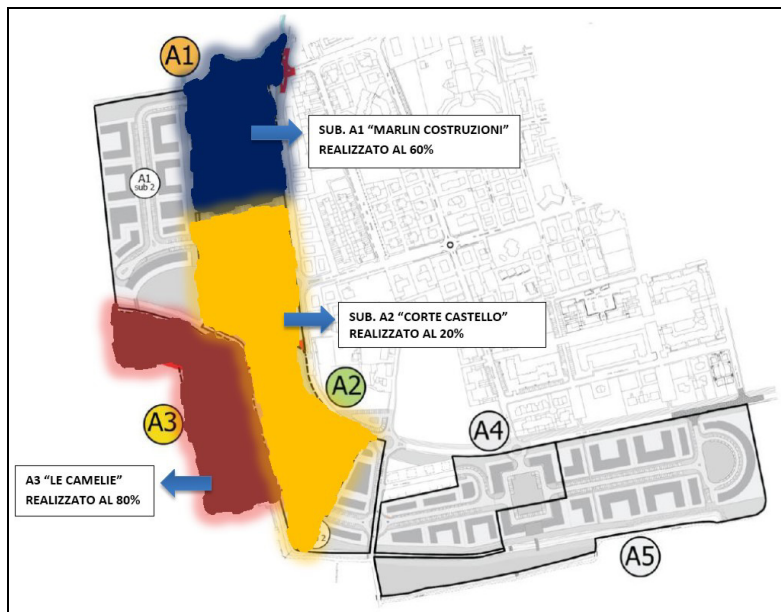 A1
SUB. A1 “MARLIN COSTRUZIONI”
REALIZZATO AL 60%
A1
sub 2
SUB. A2 “CORTE CASTELLO”
REALIZZATO AL 20%
A2
A3
A4
A3 “LE CAMELIE”
REALIZZATO AL 80%
A5